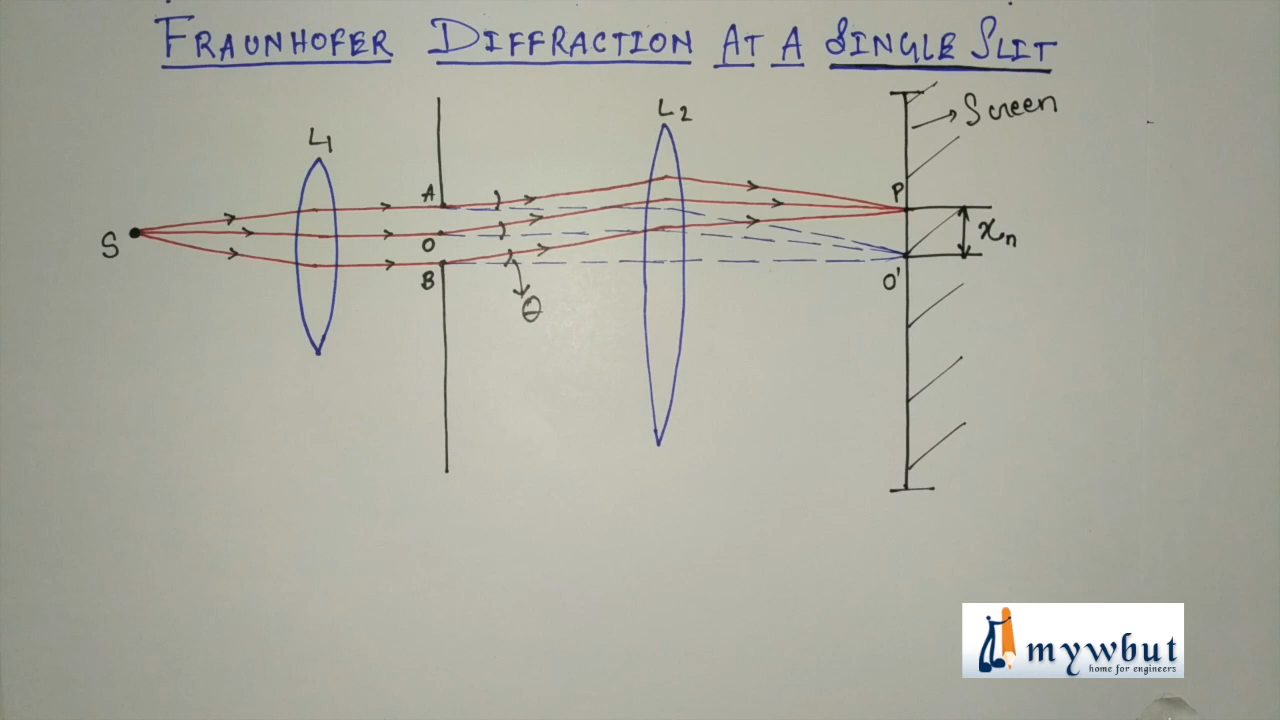 FRAUNHOFER DIFFRACTION AT A SINGLE SLIT
L1
L2
Screen
A
P
S
O
xn
B
O'
θ
mywbut
home for engineers